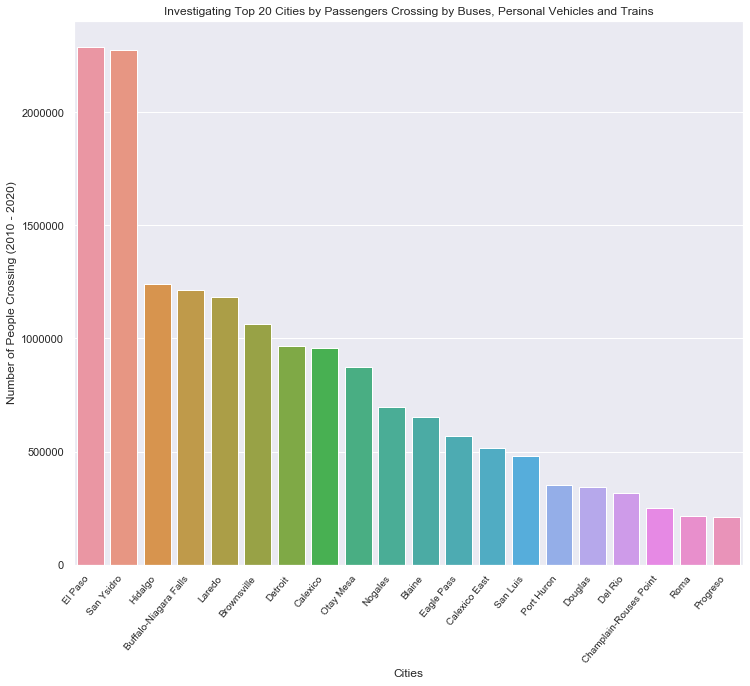 Investigating Top 20 Cities by Passengers Crossing by Buses, Personal Vehicles and Trains
Number of People Crossing (2010 - 2020)
2000000
1500000
1000000
500000
0
El Paso
San Ysidro
Hidalgo
Buffalo-Niagara Falls
Laredo
Brownsville
Detroit
Calexico
Otay Mesa
Nogales
Blaine
Eagle Pass
Calexico East
San Luis
Port Huron
Douglas
Del Rio
Champlain-Rouses Point
Roma
Progreso
Cities